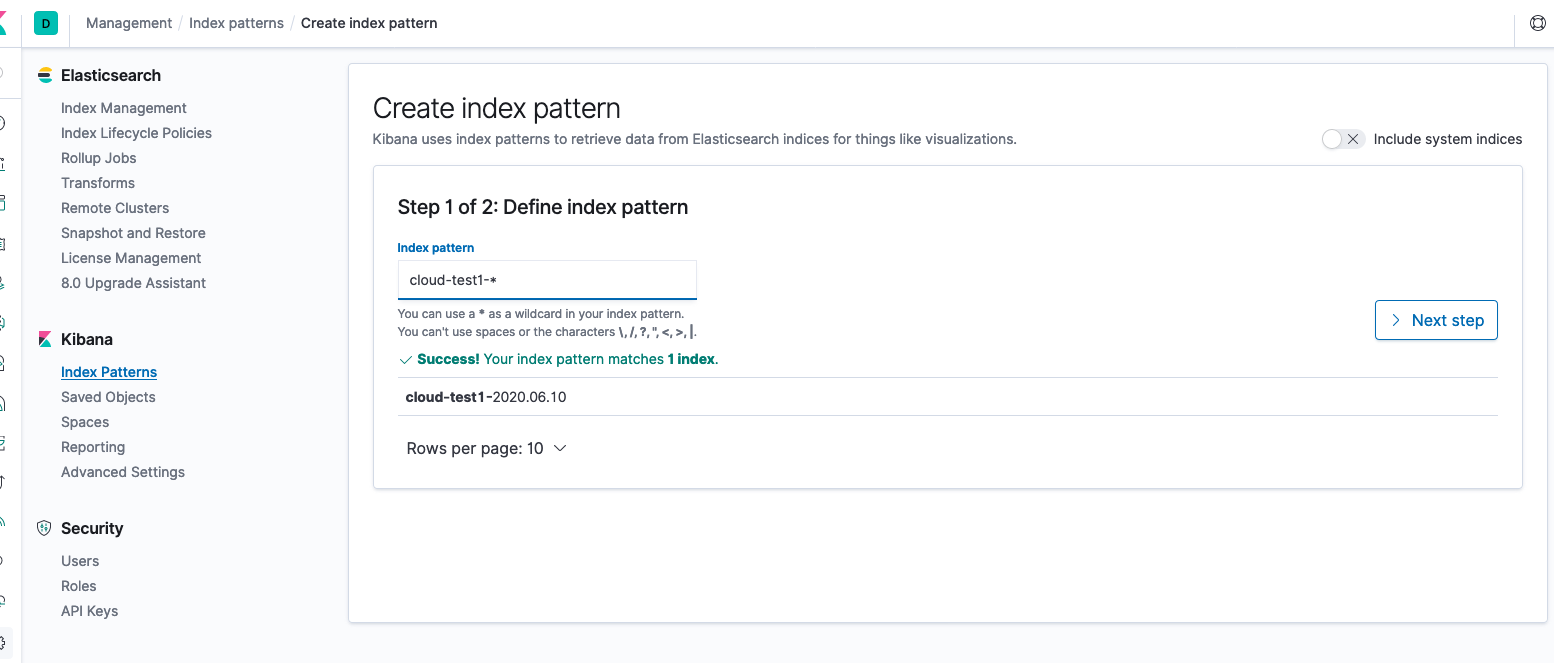 D Management / Index patterns / Create index pattern
Elasticsearch
Index Management
Index Lifecycle Policies
Rollup Jobs
Transforms
Remote Clusters
Snapshot and Restore
License Management
8.0 Upgrade Assistant
Kibana
Index Patterns
Saved Objects
Spaces
Reporting
Advanced Settings
Security
Users
Roles
API Keys
Create index pattern
Kibana uses index patterns to retrieve data from Elasticsearch indices for things like visualizations.
Include system indices
Step 1 of 2: Define index pattern
Index pattern
cloud-test1-*
You can use a * as a wildcard in your index pattern.
You can't use spaces or the characters \, /, ?, ", <, >, |.
Next step
Success! Your index pattern matches 1 index.
cloud-test1-2020.06.10
Rows per page: 10